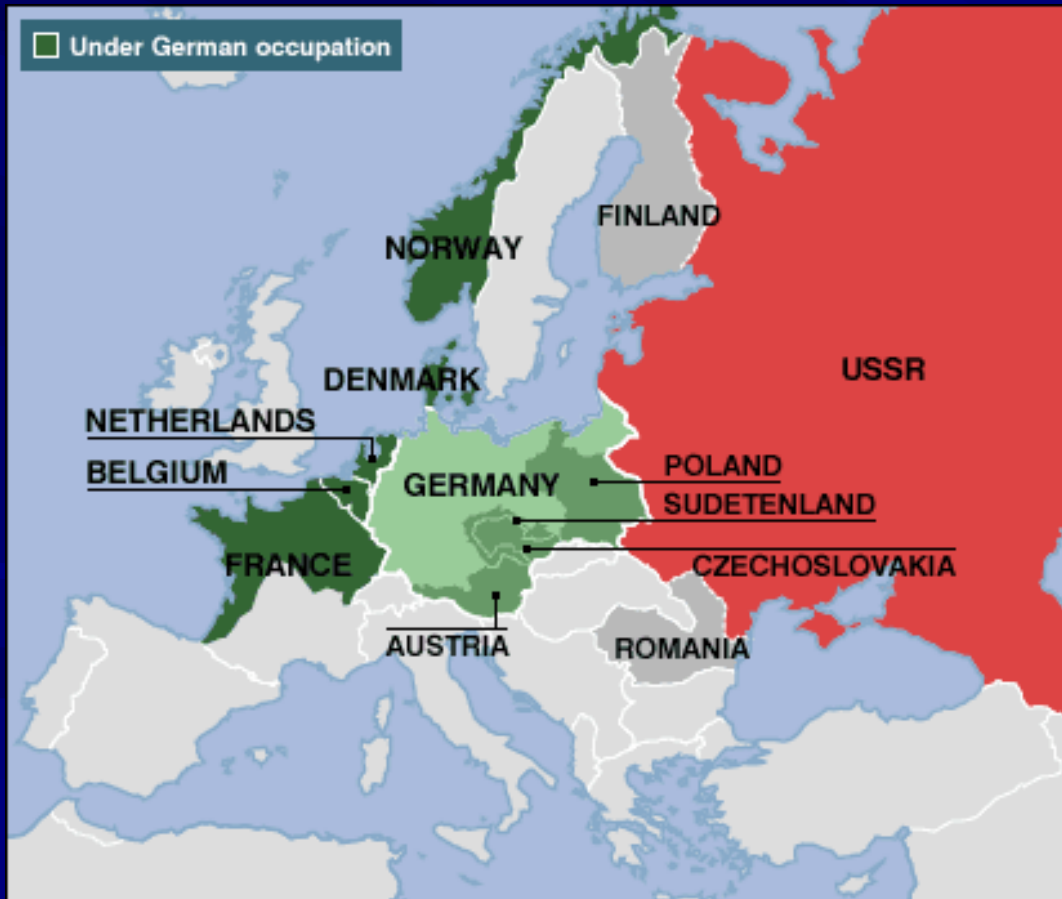 Under German occupation
FINLAND
NORWAY
USSR
DENMARK
NETHERLANDS
POLAND
BELGIUM
GERMANY
SUDETENLAND
FRANCE
CZECHOSLOVAKIA
AUSTRIA
ROMANIA